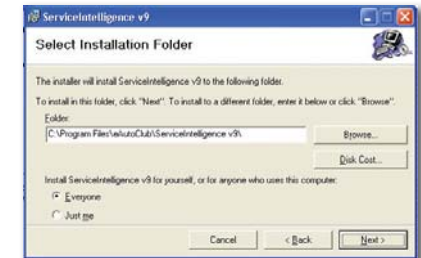 ServiceIntelligence v9
Select Installation Folder
The installer will install ServiceIntelligence v9 to the following folder.
To install in this folder, click "Next". To install to a different folder, enter it below or click "Browse".
Folder:
C:\Program Files\eAutoClub\ServiceIntelligence v9\
Browse...
Disk Cost...
Install ServiceIntelligence v9 for yourself, or for anyone who uses this computer:
Everyone
Just me
Cancel
< Back
Next >